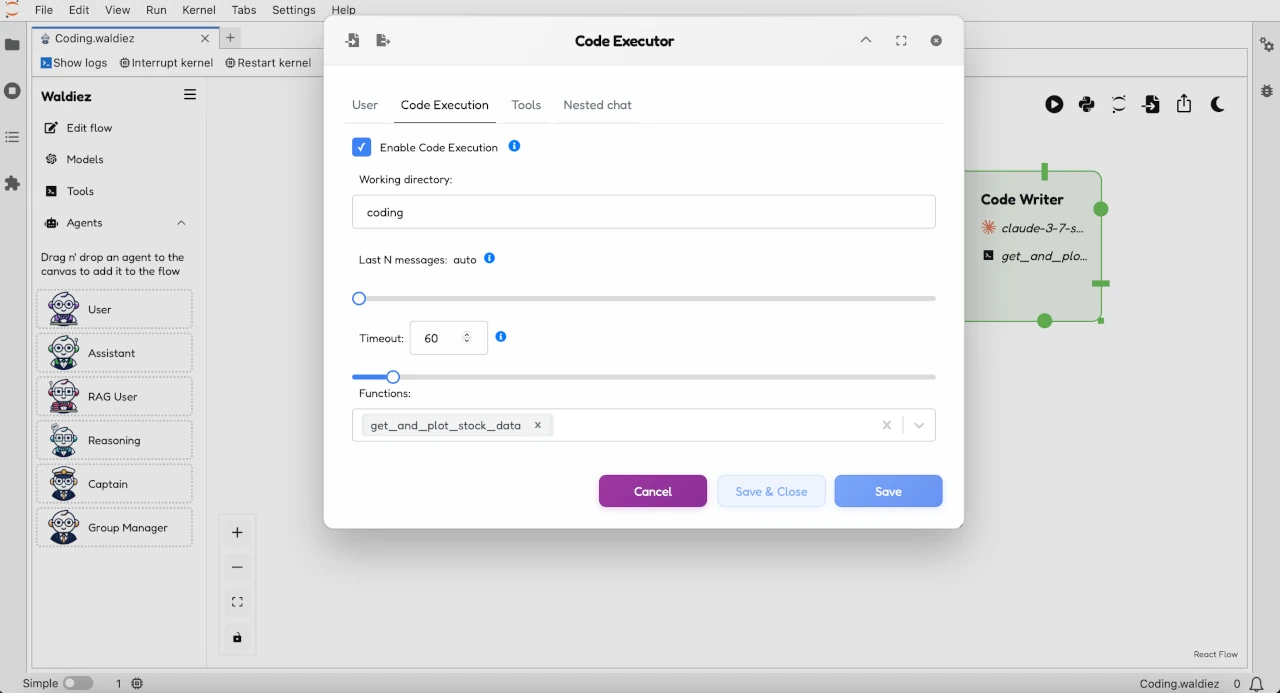 File Edit View Run Kernel Tabs Settings Help
Coding.waldiez
Show logs Interrupt kernel Restart kernel
Waldiez
Edit flow
Models
Tools
Agents
Drag n' drop an agent to the
canvas to add it to the flow
User
Assistant
RAG User
Reasoning
Captain
Group Manager
Code Executor
User Code Execution Tools Nested chat
Enable Code Execution
Working directory:
coding
Last N messages: auto
Timeout: 60
Functions:
get_and_plot_stock_data
Cancel Save & Close Save
Code Writer
claude-3-7-s...
get_and_plo...
React Flow
Simple 1 Coding.waldiez 0